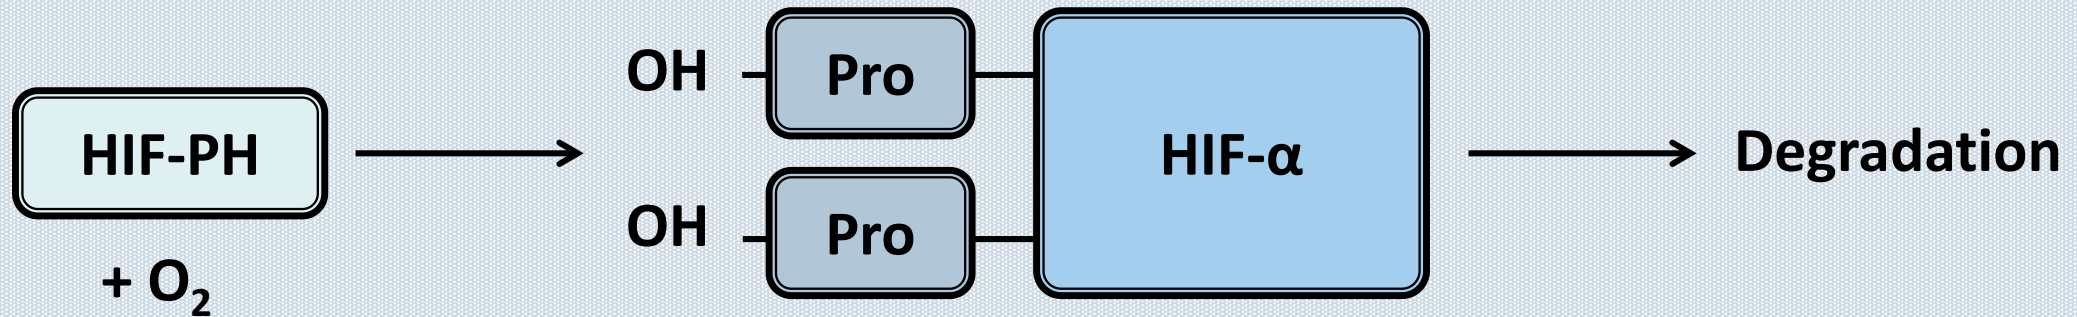 HIF-PH
+ O₂
OH
Pro
OH
Pro
HIF-α
Degradation